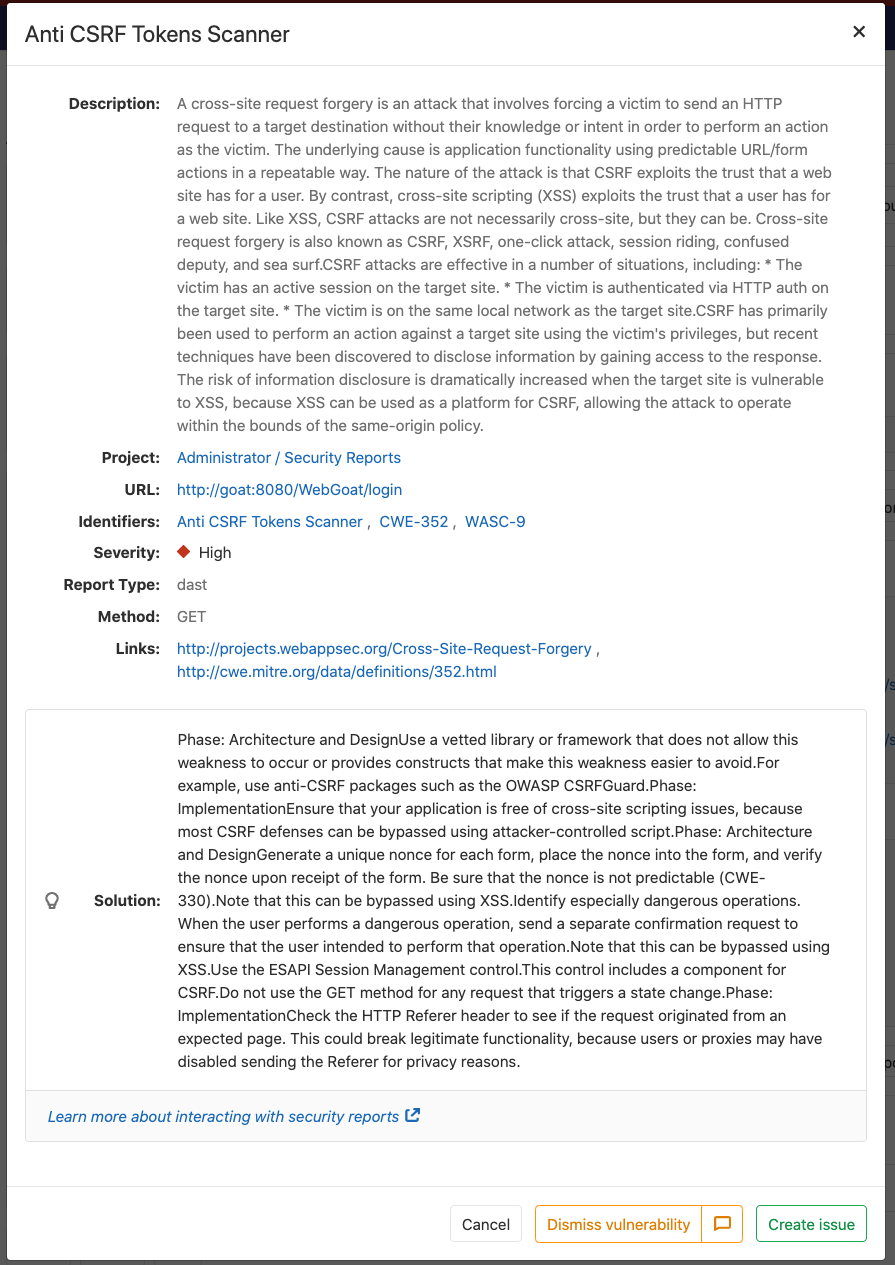 Anti CSRF Tokens Scanner
Description: A cross-site request forgery is an attack that involves forcing a victim to send an HTTP
request to a target destination without their knowledge or intent in order to perform an action
as the victim. The underlying cause is application functionality using predictable URL/form
actions in a repeatable way. The nature of the attack is that CSRF exploits the trust that a web
site has for a user. By contrast, cross-site scripting (XSS) exploits the trust that a user has for
a web site. Like XSS, CSRF attacks are not necessarily cross-site, but they can be. Cross-site
request forgery is also known as CSRF, XSRF, one-click attack, session riding, confused
deputy, and sea surf.CSRF attacks are effective in a number of situations, including: * The
victim has an active session on the target site. * The victim is authenticated via HTTP auth on
the target site. * The victim is on the same local network as the target site.CSRF has primarily
been used to perform an action against a target site using the victim's privileges, but recent
techniques have been discovered to disclose information by gaining access to the response.
The risk of information disclosure is dramatically increased when the target site is vulnerable
to XSS, because XSS can be used as a platform for CSRF, allowing the attack to operate
within the bounds of the same-origin policy.
Project: Administrator / Security Reports
URL: http://goat:8080/WebGoat/login
Identifiers: Anti CSRF Tokens Scanner , CWE-352 , WASC-9
Severity: High
Report Type: dast
Method: GET
Links: http://projects.webappsec.org/Cross-Site-Request-Forgery ,
http://cwe.mitre.org/data/definitions/352.html
Phase: Architecture and DesignUse a vetted library or framework that does not allow this
weakness to occur or provides constructs that make this weakness easier to avoid.For
example, use anti-CSRF packages such as the OWASP CSRFGuard.Phase:
ImplementationEnsure that your application is free of cross-site scripting issues, because
most CSRF defenses can be bypassed using attacker-controlled script.Phase: Architecture
and DesignGenerate a unique nonce for each form, place the nonce into the form, and verify
the nonce upon receipt of the form. Be sure that the nonce is not predictable (CWE-
Solution: 330).Note that this can be bypassed using XSS.Identify especially dangerous operations.
When the user performs a dangerous operation, send a separate confirmation request to
ensure that the user intended to perform that operation.Note that this can be bypassed using
XSS.Use the ESAPI Session Management control.This control includes a component for
CSRF.Do not use the GET method for any request that triggers a state change.Phase:
ImplementationCheck the HTTP Referer header to see if the request originated from an
expected page. This could break legitimate functionality, because users or proxies may have
disabled sending the Referer for privacy reasons.
Learn more about interacting with security reports
Cancel Dismiss vulnerability Create issue